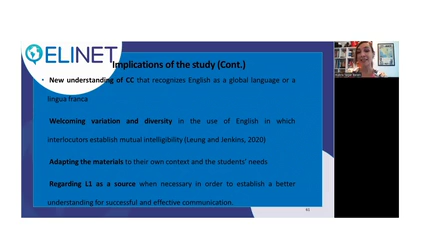 ELINET
Implications of the study (Cont.)
• New understanding of CC that recognizes English as a global language or a
lingua franca
Welcoming variation and diversity in the use of English in which
interlocutors establish mutual intelligibility (Leung and Jenkins, 2020)
Adapting the materials to their own context and the students' needs
Regarding L1 as a source when necessary in order to establish a better
understanding for successful and effective communication.